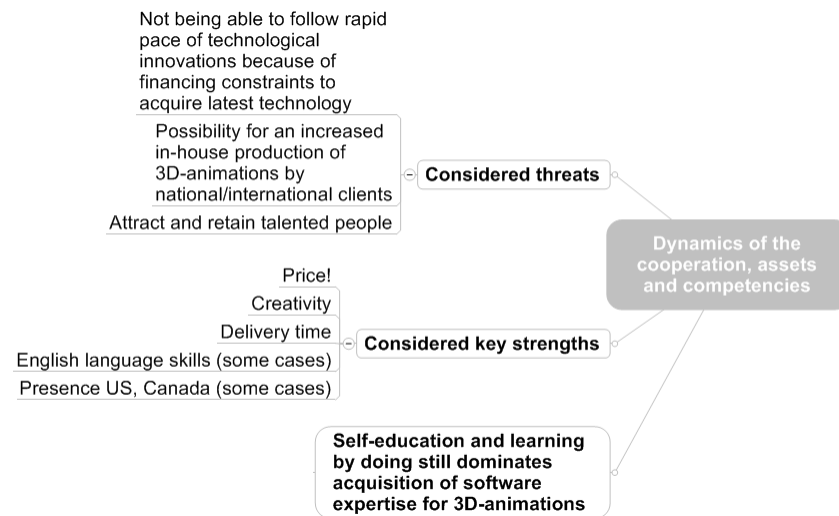 Not being able to follow rapid
pace of technological
innovations because of
financing constraints to
acquire latest technology
Possibility for an increased
in-house production of
3D-animations by
national/international clients
Attract and retain talented people
Considered threats
Dynamics of the
cooperation, assets
and competencies
Price!
Creativity
Delivery time
English language skills (some cases)
Presence US, Canada (some cases)
Considered key strengths
Self-education and learning
by doing still dominates
acquisition of software
expertise for 3D-animations